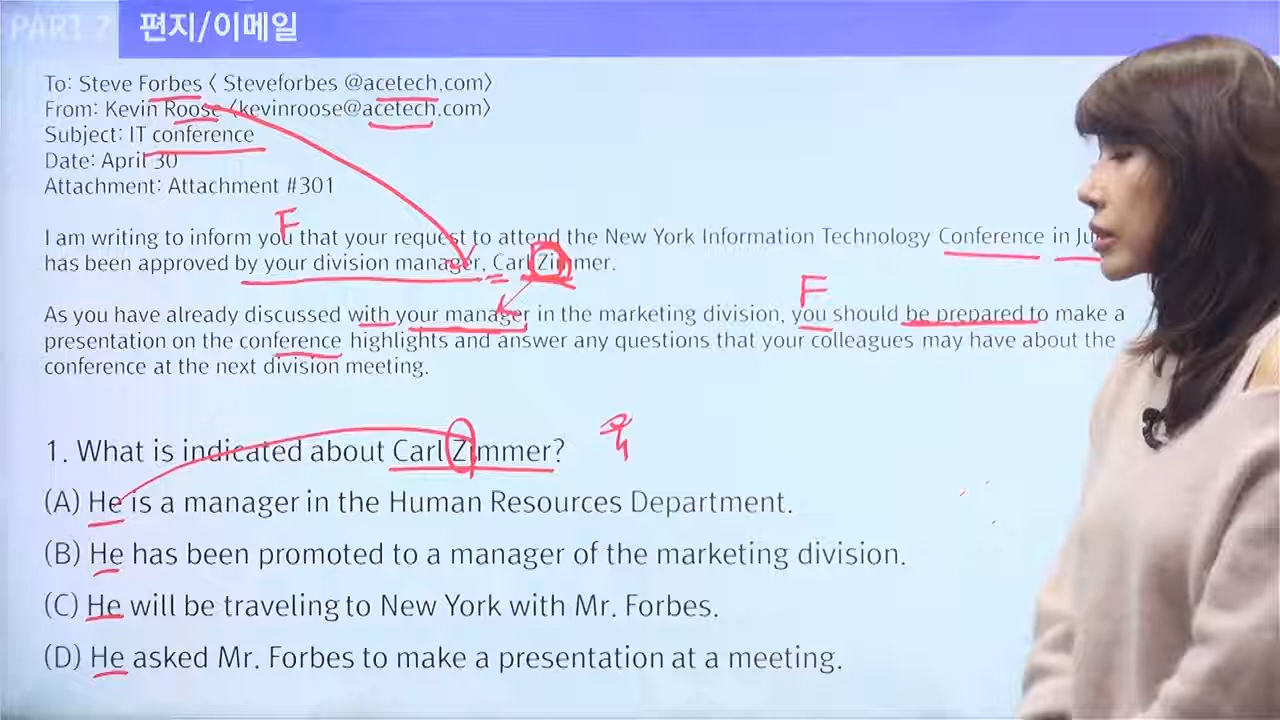 PART 7 편지/이메일
To: Steve Forbes < Steveforbes @acetech.com>
From: Kevin Roose <kevinroose@acetech.com>
Subject: IT conference
Date: April 30
Attachment: Attachment #301
F
I am writing to inform you that your request to attend the New York Information Technology Conference in
has been approved by your division manager, Carl Zimmer.
F
As you have already discussed with your manager in the marketing division, you should be prepared to make a
presentation on the conference highlights and answer any questions that your colleagues may have about the
conference at the next division meeting.
1. What is indicated about Carl Zimmer?
(A) He is a manager in the Human Resources Department.
(B) He has been promoted to a manager of the marketing division.
(C) He will be traveling to New York with Mr. Forbes.
(D) He asked Mr. Forbes to make a presentation at a meeting.